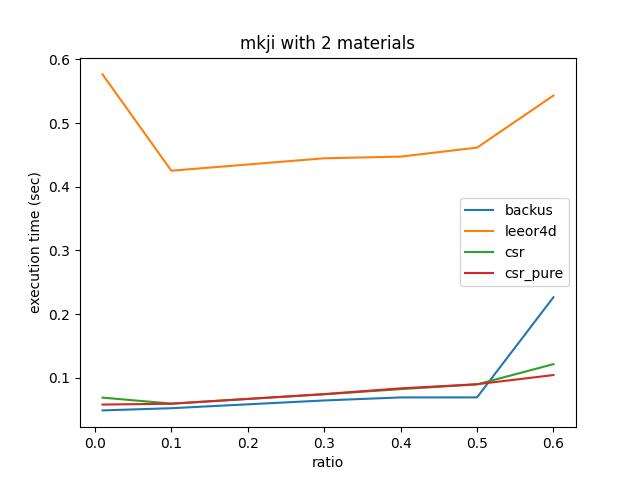 mkji with 2 materials
0.6
0.5
0.4
0.3
0.2
0.1
execution time (sec)
backus
leeor4d
csr
csr_pure
0.0 0.1 0.2 0.3 0.4 0.5 0.6
ratio